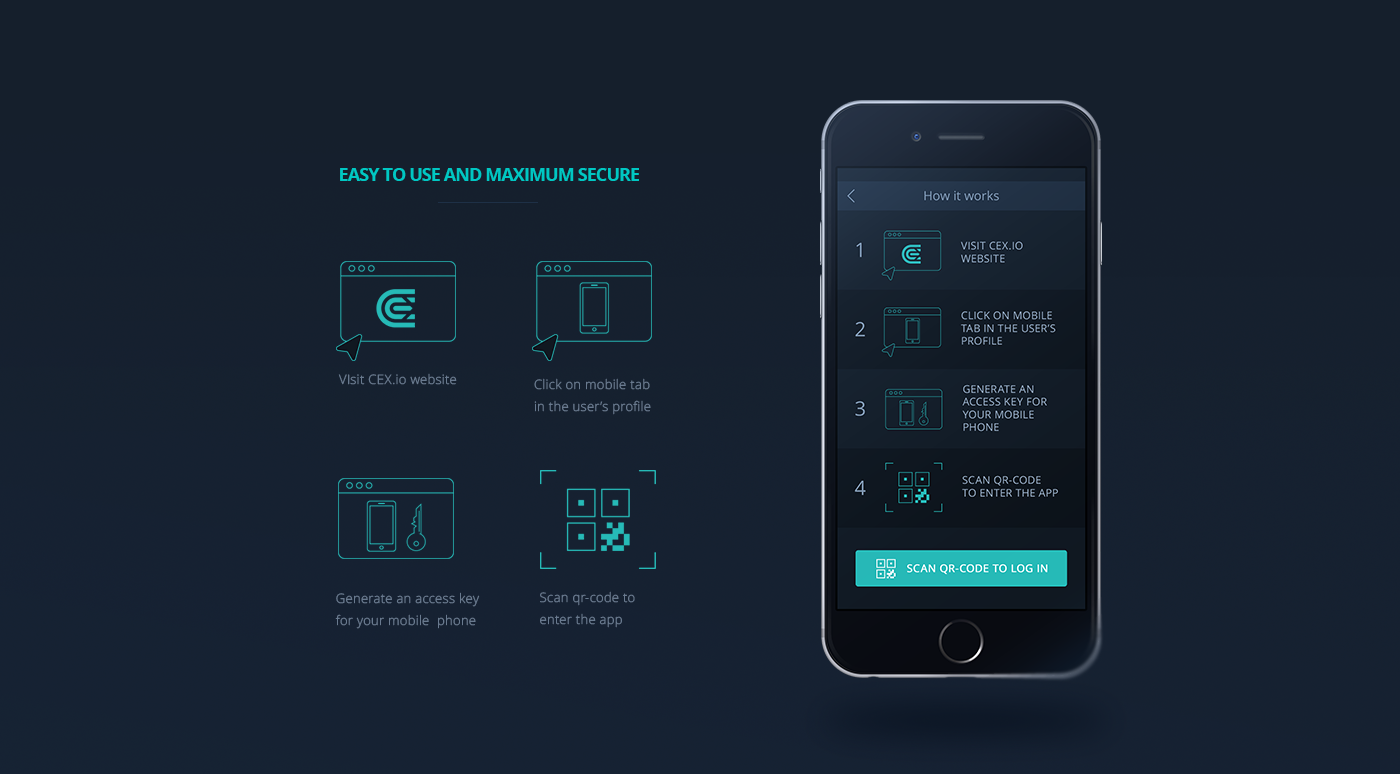 EASY TO USE AND MAXIMUM SECURE
VIsit CEX.io website
Click on mobile tab
in the user's profile
Generate an access key
for your mobile  phone
Scan qr-code to
enter the app
How it works
1
VISIT CEX.IO
WEBSITE
2
CLICK ON MOBILE
TAB IN THE USER'S
PROFILE
3
GENERATE AN
ACCESS KEY FOR
YOUR MOBILE
PHONE
4
SCAN QR-CODE
TO ENTER THE APP
SCAN QR-CODE TO LOG IN